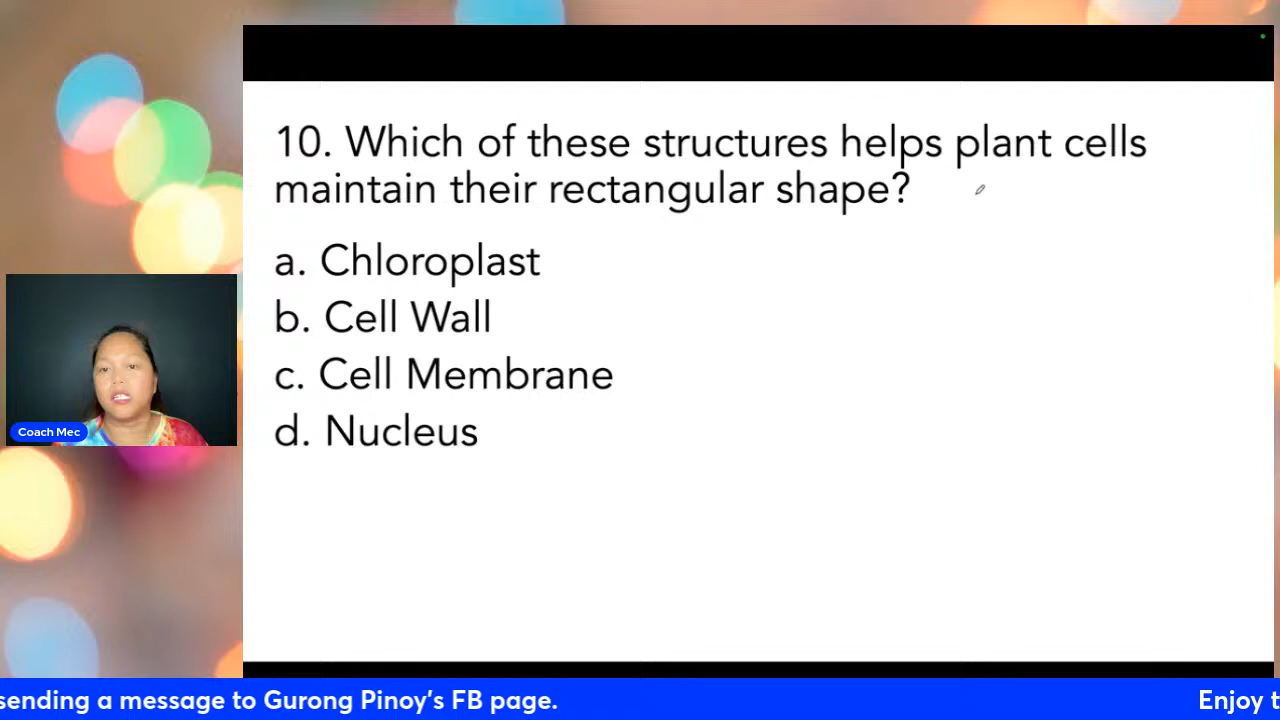 10. Which of these structures helps plant cells
maintain their rectangular shape?
a. Chloroplast
b. Cell Wall
c. Cell Membrane
d. Nucleus
Coach Mec
sending a message to Gurong Pinoy's FB page.
Enjoy t